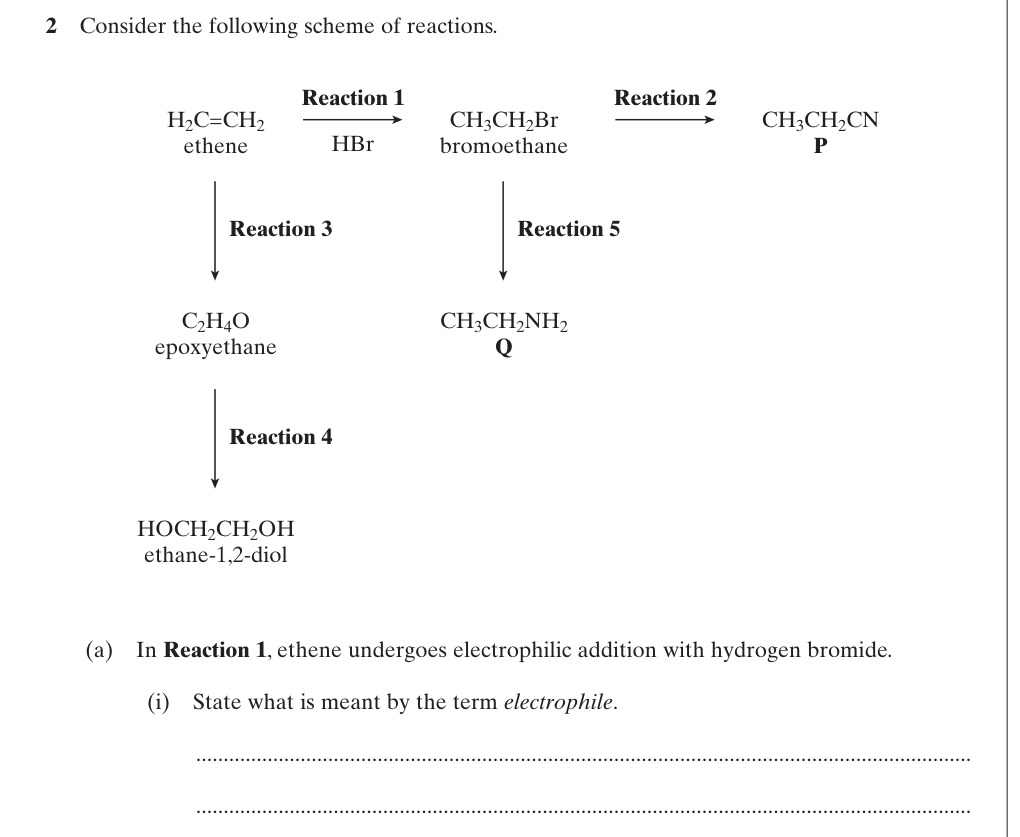 2 Consider the following scheme of reactions.
Reaction 1 Reaction 2
H₂C=CH₂ CH₃CH₂Br CH₃CH₂CN
ethene HBr bromoethane P
Reaction 3 Reaction 5
C₂H₄O CH₃CH₂NH₂
epoxyethane Q
Reaction 4
HOCH₂CH₂OH
ethane-1,2-diol
(a) In Reaction 1, ethene undergoes electrophilic addition with hydrogen bromide.
(i) State what is meant by the term electrophile.